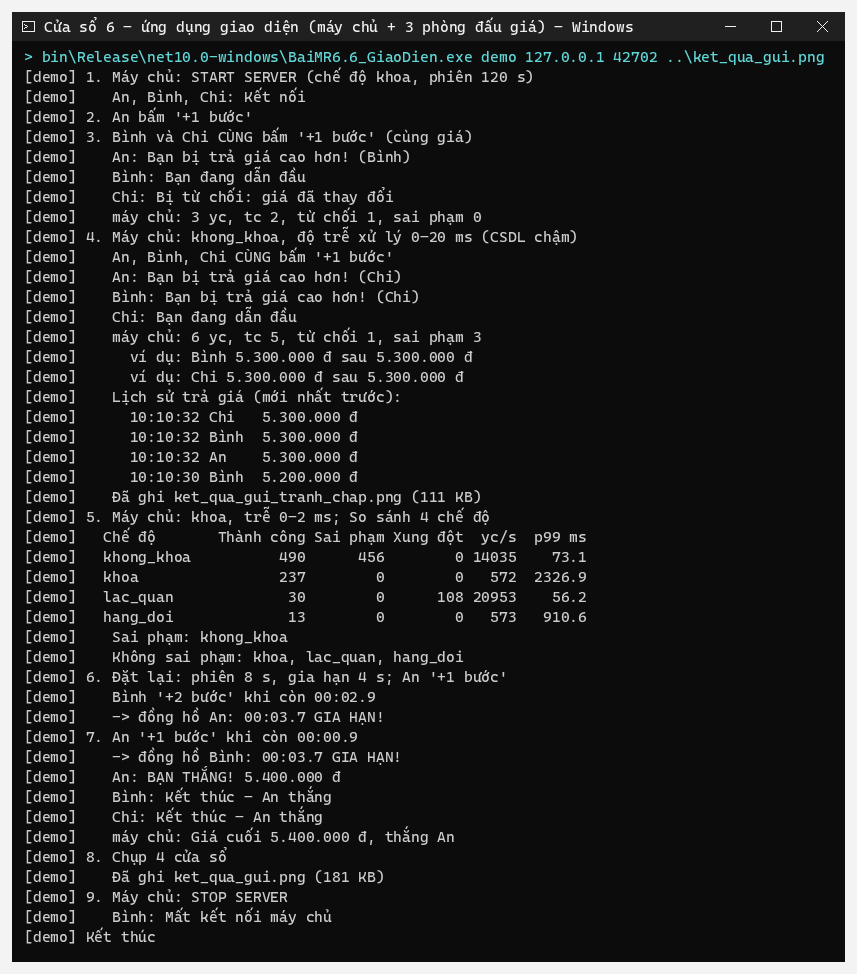 Cửa sổ 6 - ứng dụng giao diện (máy chủ + 3 phòng đấu giá) - Windows
> bin\Release\net10.0-windows\BaiMR6.6_GiaoDien.exe demo 127.0.0.1 42702 ..\ket_qua_gui.png
[demo] 1. Máy chủ: START SERVER (chế độ khoa, phiên 120 s)
[demo]    An, Bình, Chi: Kết nối
[demo] 2. An bấm '+1 bước'
[demo] 3. Bình và Chi CÙNG bấm '+1 bước' (cùng giá)
[demo]    An: Bạn bị trả giá cao hơn! (Bình)
[demo]    Bình: Bạn đang dẫn đầu
[demo]    Chi: Bị từ chối: giá đã thay đổi
[demo]    máy chủ: 3 yc, tc 2, từ chối 1, sai phạm 0
[demo] 4. Máy chủ: khong_khoa, độ trễ xử lý 0-20 ms (CSDL chậm)
[demo]    An, Bình, Chi CÙNG bấm '+1 bước'
[demo]    An: Bạn bị trả giá cao hơn! (Chi)
[demo]    Bình: Bạn bị trả giá cao hơn! (Chi)
[demo]    Chi: Bạn đang dẫn đầu
[demo]    máy chủ: 6 yc, tc 5, từ chối 1, sai phạm 3
[demo]      ví dụ: Bình 5.300.000 đ sau 5.300.000 đ
[demo]      ví dụ: Chi 5.300.000 đ sau 5.300.000 đ
[demo]    Lịch sử trả giá (mới nhất trước):
[demo]      10:10:32 Chi   5.300.000 đ
[demo]      10:10:32 Bình  5.300.000 đ
[demo]      10:10:32 An    5.300.000 đ
[demo]      10:10:30 Bình  5.200.000 đ
[demo]    Đã ghi ket_qua_gui_tranh_chap.png (111 KB)
[demo] 5. Máy chủ: khoa, trễ 0-2 ms; So sánh 4 chế độ
[demo]   Chế độ       Thành công Sai phạm Xung đột  yc/s  p99 ms
[demo]   khong_khoa          490      456        0 14035    73.1
[demo]   khoa                237        0        0   572  2326.9
[demo]   lac_quan             30        0      108 20953    56.2
[demo]   hang_doi             13        0        0   573   910.6
[demo]    Sai phạm: khong_khoa
[demo]    Không sai phạm: khoa, lac_quan, hang_doi
[demo] 6. Đặt lại: phiên 8 s, gia hạn 4 s; An '+1 bước'
[demo]    Bình '+2 bước' khi còn 00:02.9
[demo]    -> đồng hồ An: 00:03.7 GIA HẠN!
[demo] 7. An '+1 bước' khi còn 00:00.9
[demo]    -> đồng hồ Bình: 00:03.7 GIA HẠN!
[demo]    An: BẠN THẮNG! 5.400.000 đ
[demo]    Bình: Kết thúc - An thắng
[demo]    Chi: Kết thúc - An thắng
[demo]    máy chủ: Giá cuối 5.400.000 đ, thắng An
[demo] 8. Chụp 4 cửa sổ
[demo]    Đã ghi ket_qua_gui.png (181 KB)
[demo] 9. Máy chủ: STOP SERVER
[demo]    Bình: Mất kết nối máy chủ
[demo] Kết thúc